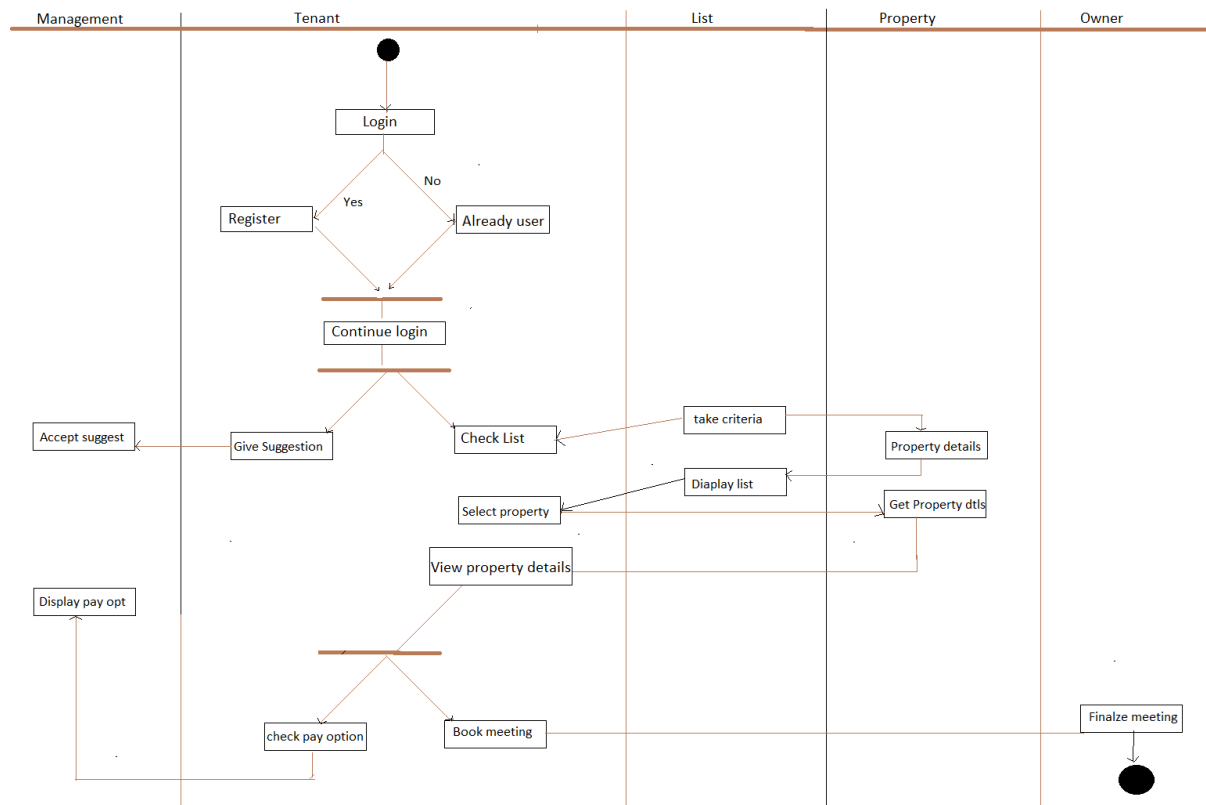 Management
Tenant
List
Property
Owner
Login
No
Yes
Register
Already user
Continue login
take criteria
Accept suggest
Give Suggestion
Check List
Property details
Diaplay list
Select property
Get Property dtls
View property details
Display pay opt
check pay option
Book meeting
Finalze meeting